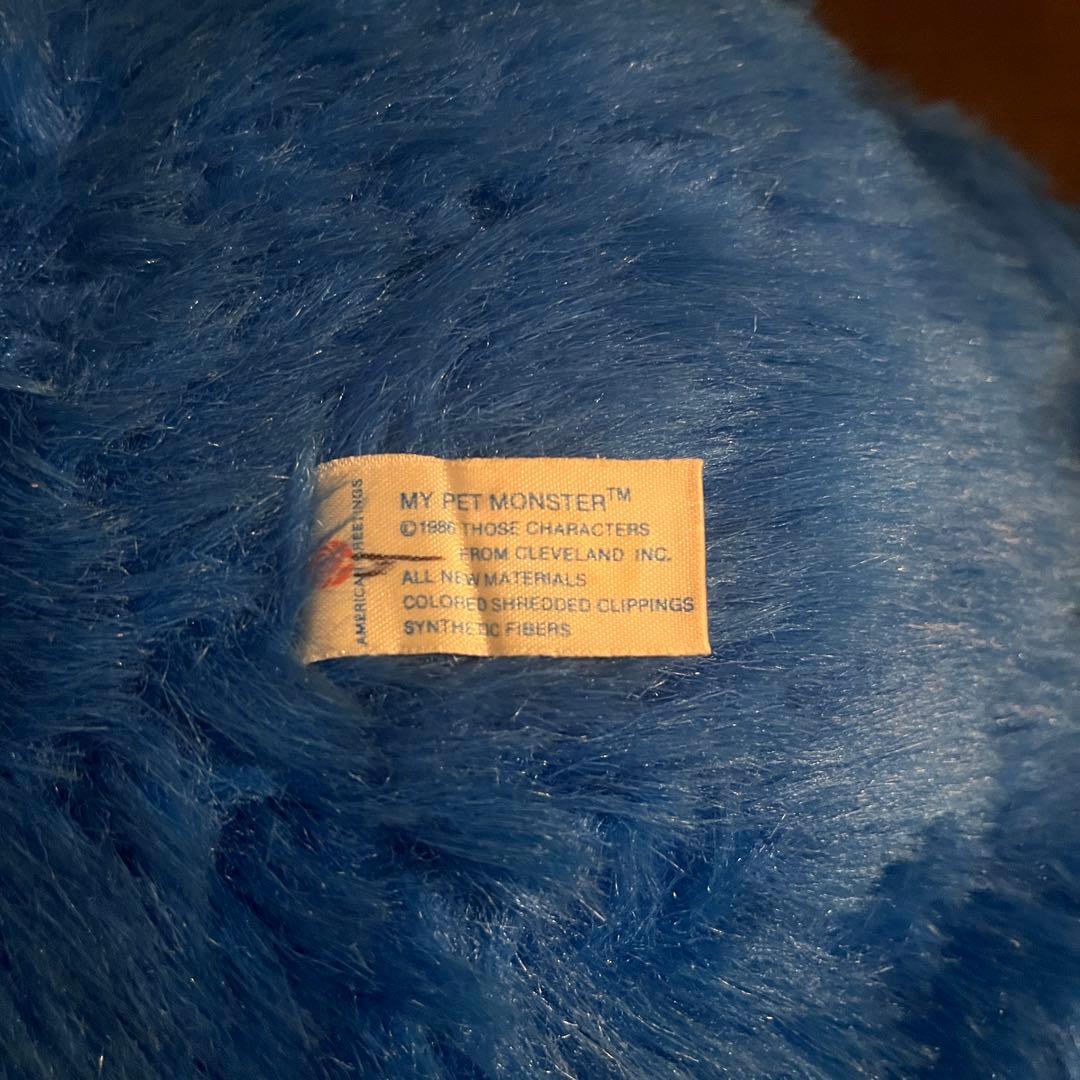 MY PET MONSTER™
©1986 THOSE CHARACTERS
FROM CLEVELAND INC.
ALL NEW MATERIALS
COLORED SHREDDED CLIPPINGS
SYNTHETIC FIBERS
AMERICAN GREETINGS